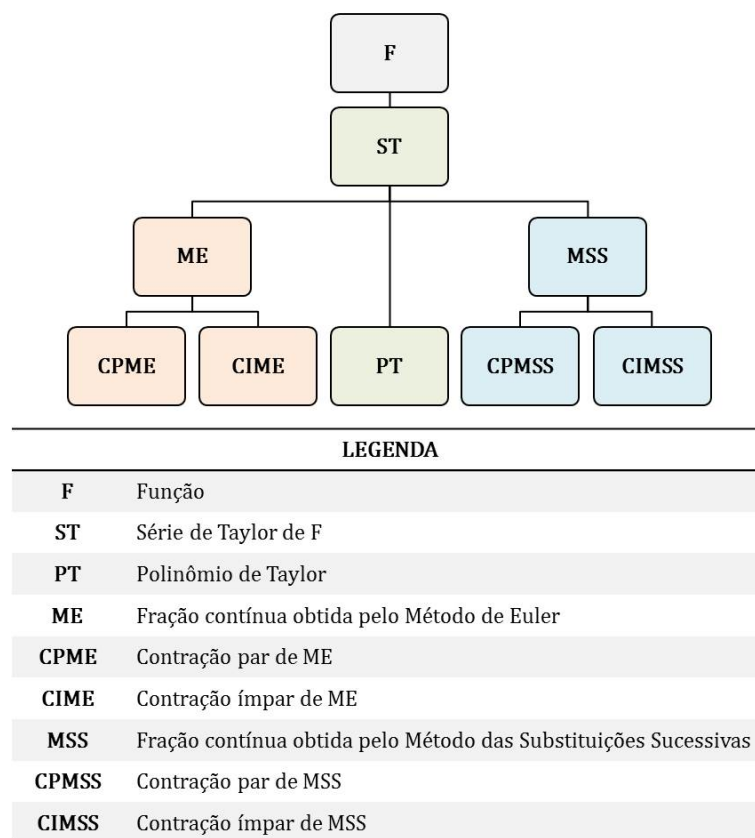 F
ST
ME
MSS
CPME
CIME
PT
CPMSS
CIMSS
LEGENDA
F Função
ST Série de Taylor de F
PT Polinômio de Taylor
ME Fração contínua obtida pelo Método de Euler
CPME Contração par de ME
CIME Contração ímpar de ME
MSS Fração contínua obtida pelo Método das Substituições Sucessivas
CPMSS Contração par de MSS
CIMSS Contração ímpar de MSS